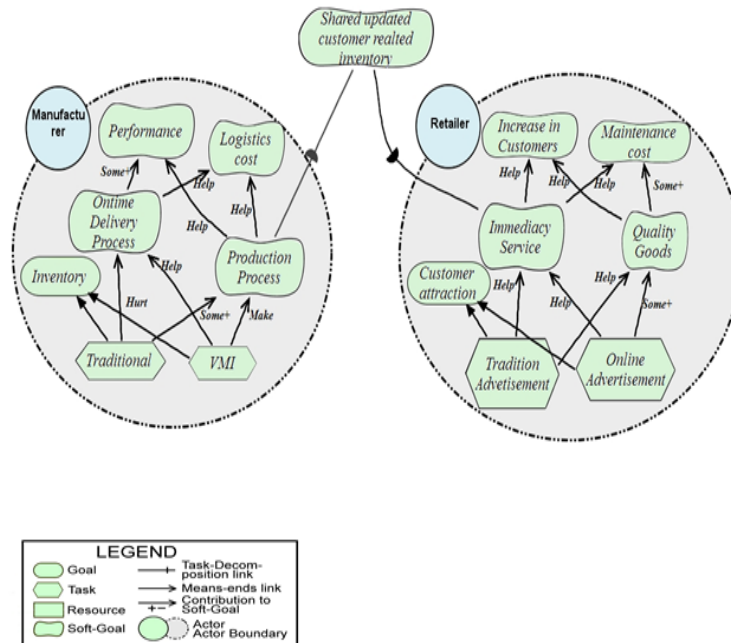 Shared updated
customer realted
inventory
Manufactu
rer
Performance
Logistics
cost
Some+
Help
Ontime
Delivery
Process
Help
Help
Production
Process
Inventory
Help
Hurt
Some+
Make
Traditional
VMI
Retailer
Increase in
Customers
Maintenance
cost
Help
Help
Help
Some+
Immediacy
Service
Quality
Goods
Customer
attraction
Help
Help
Help
Some+
Tradition
Advetisement
Online
Advertisement
LEGEND
Goal
Task
Resource
Soft-Goal
Task-Decom-
position link
Means-ends link
Contribution to
+ - Soft-Goal
Actor
Actor Boundary